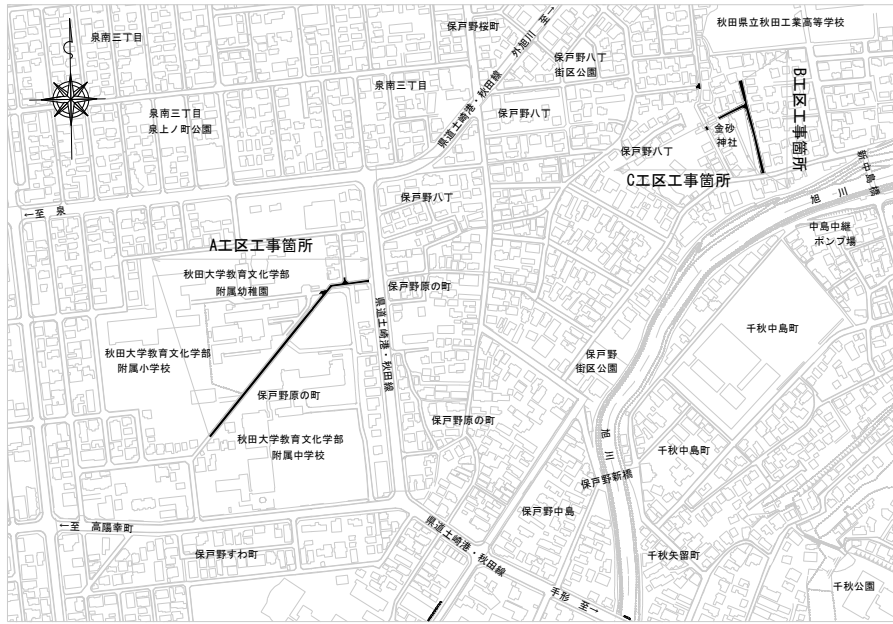 泉南三丁目
保戸野桜町
外旭川 至→
秋田県立秋田工業高等学校
保戸野八丁
街区公園
泉南三丁目
県道土崎港・秋田線
泉南三丁目
泉上ノ町公園
保戸野八丁
B工区工事箇所
金砂
神社
保戸野八丁
C工区工事箇所
新中島橋
旭川
保戸野八丁
←至 泉
中島中継
ポンプ場
A工区工事箇所
秋田大学教育文化学部
附属幼稚園
保戸野原の町
県道土崎港・秋田線
千秋中島町
秋田大学教育文化学部
附属小学校
保戸野
街区公園
保戸野原の町
保戸野原の町
秋田大学教育文化学部
附属中学校
旭川
千秋中島町
保戸野新橋
保戸野中島
←至 高陽幸町
県道土崎港・秋田線
保戸野すわ町
千秋矢留町
千秋公園
手形 至→